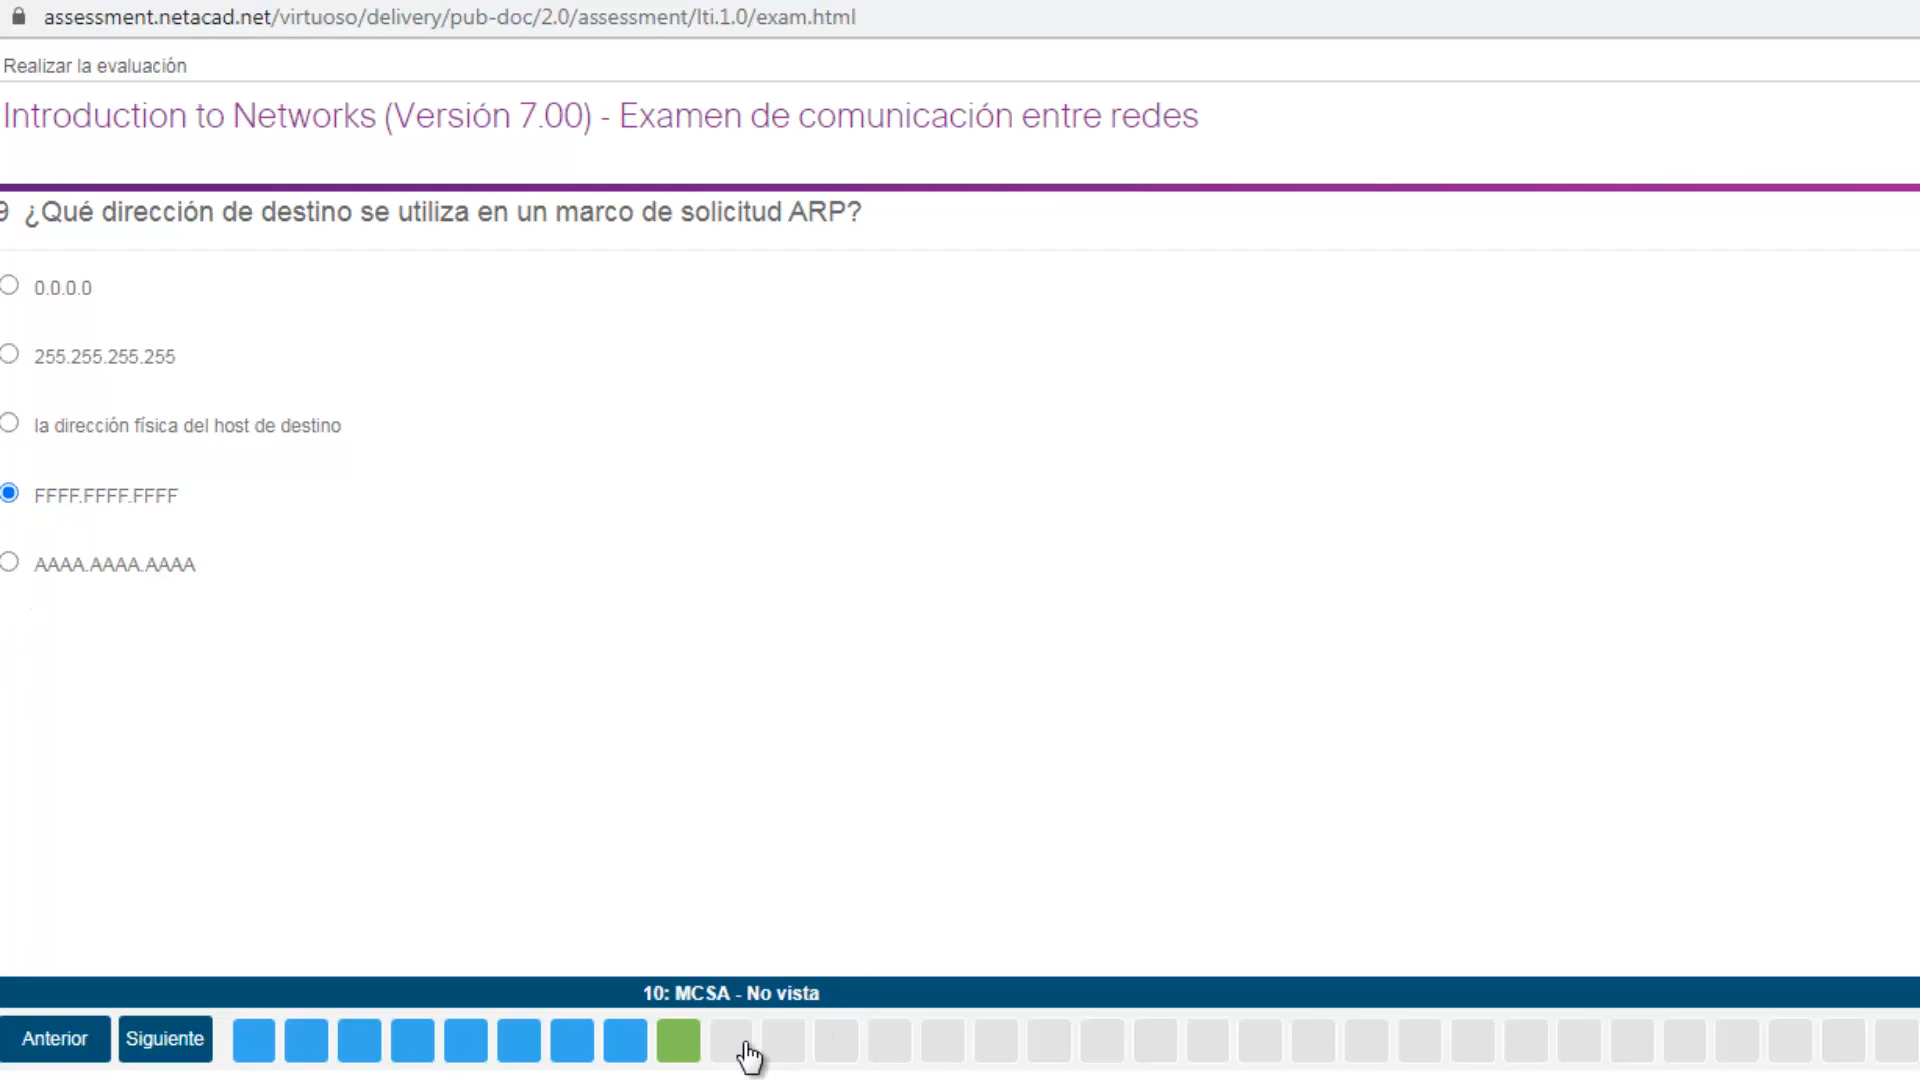 assessment.netacad.net/virtuoso/delivery/pub-doc/2.0/assessment/lti.1.0/exam.html
Realizar la evaluación
Introduction to Networks (Versión 7.00) - Examen de comunicación entre redes
9 ¿Qué dirección de destino se utiliza en un marco de solicitud ARP?
0.0.0.0
255.255.255.255
la dirección física del host de destino
FFFF.FFFF.FFFF
AAAA.AAAA.AAAA
10: MCSA - No vista
Anterior Siguiente